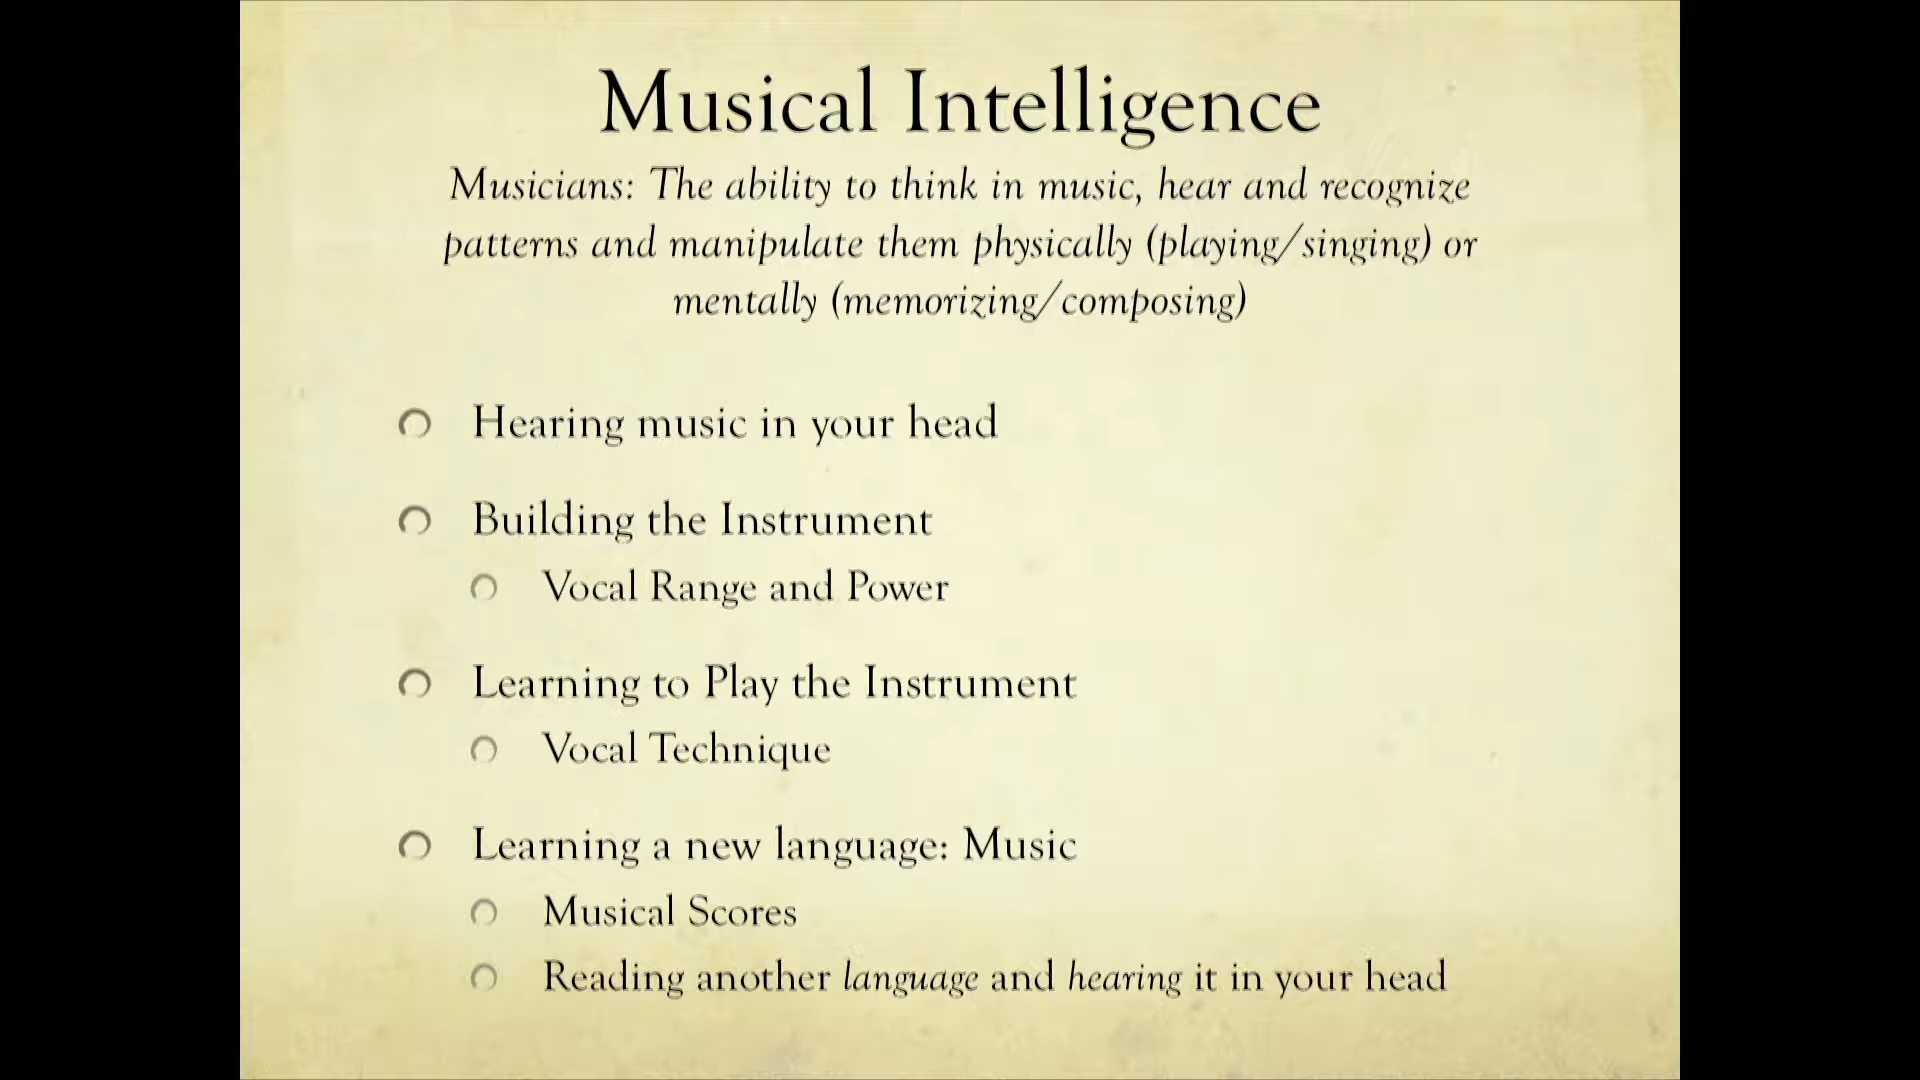 Musical Intelligence
Musicians: The ability to think in music, hear and recognize
patterns and manipulate them physically (playing/singing) or
mentally (memorizing/composing)
Hearing music in your head
Building the Instrument
Vocal Range and Power
Learning to Play the Instrument
Vocal Technique
Learning a new language: Music
Musical Scores
Reading another language and hearing it in your head